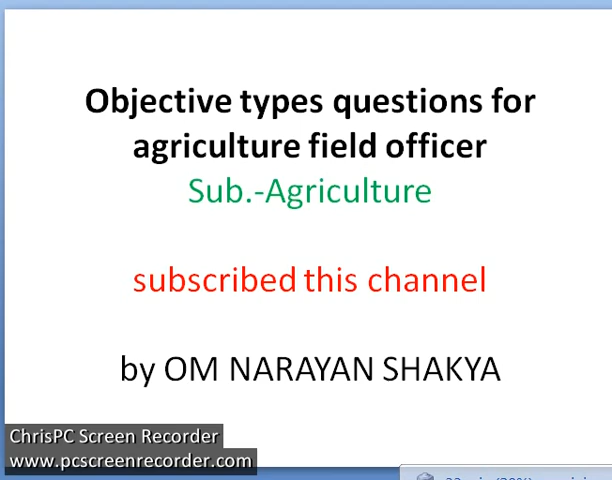 Objective types questions for
agriculture field officer
Sub.-Agriculture
subscribed this channel
by OM NARAYAN SHAKYA
ChrisPC Screen Recorder
www.pcscreenrecorder.com